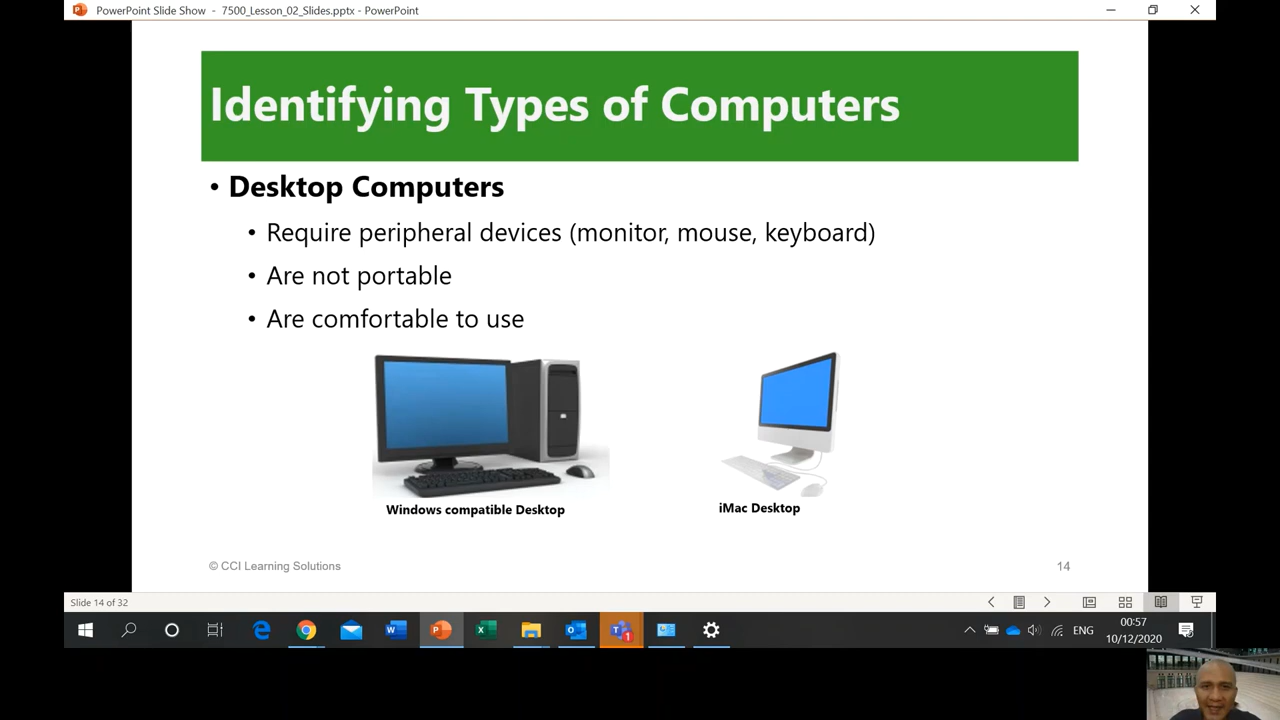 PowerPoint Slide Show - 7500_Lesson_02_Slides.pptx - PowerPoint
Identifying Types of Computers
• Desktop Computers
• Require peripheral devices (monitor, mouse, keyboard)
• Are not portable
• Are comfortable to use
Windows compatible Desktop
iMac Desktop
© CCI Learning Solutions
14
Slide 14 of 32
ENG
00:57
10/12/2020